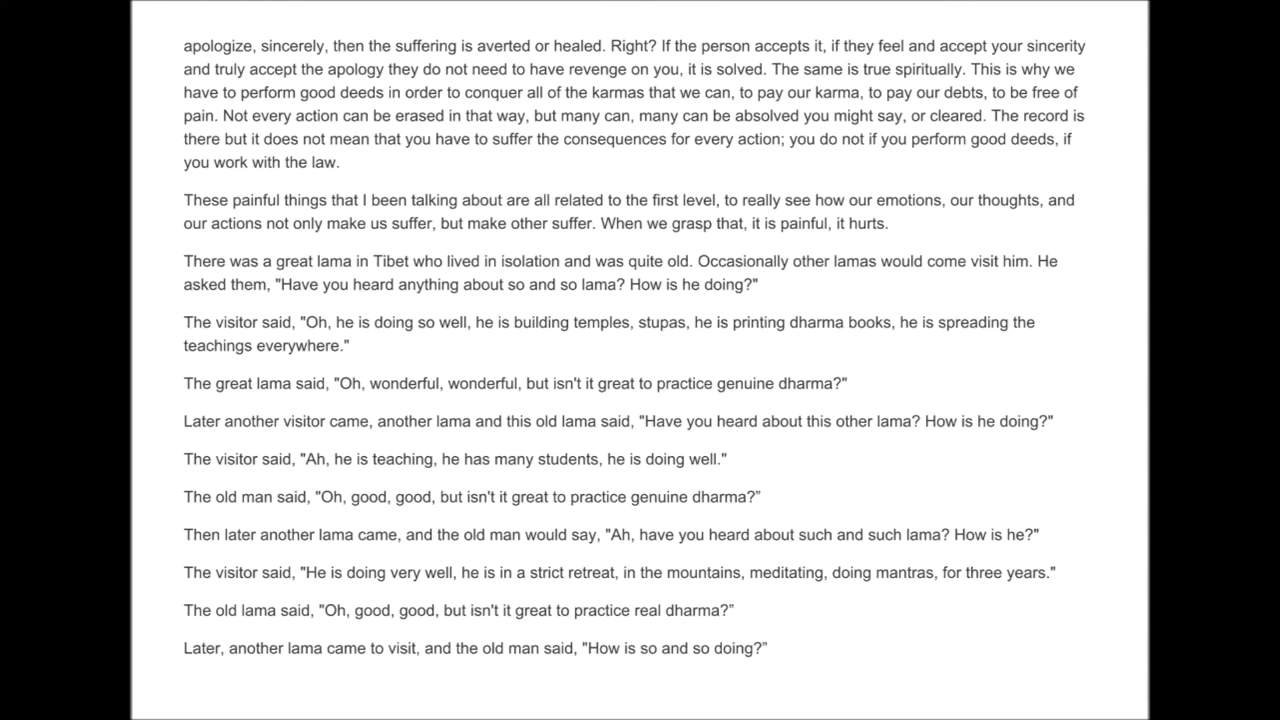 apologize, sincerely, then the suffering is averted or healed. Right? If the person accepts it, if they feel and accept your sincerity
and truly accept the apology they do not need to have revenge on you, it is solved. The same is true spiritually. This is why we
have to perform good deeds in order to conquer all of the karmas that we can, to pay our karma, to pay our debts, to be free of
pain. Not every action can be erased in that way, but many can, many can be absolved you might say, or cleared. The record is
there but it does not mean that you have to suffer the consequences for every action; you do not if you perform good deeds, if
you work with the law.
These painful things that I been talking about are all related to the first level, to really see how our emotions, our thoughts, and
our actions not only make us suffer, but make other suffer. When we grasp that, it is painful, it hurts.
There was a great lama in Tibet who lived in isolation and was quite old. Occasionally other lamas would come visit him. He
asked them, "Have you heard anything about so and so lama? How is he doing?"
The visitor said, "Oh, he is doing so well, he is building temples, stupas, he is printing dharma books, he is spreading the
teachings everywhere."
The great lama said, "Oh, wonderful, wonderful, but isn't it great to practice genuine dharma?"
Later another visitor came, another lama and this old lama said, "Have you heard about this other lama? How is he doing?"
The visitor said, "Ah, he is teaching, he has many students, he is doing well."
The old man said, "Oh, good, good, but isn't it great to practice genuine dharma?”
Then later another lama came, and the old man would say, "Ah, have you heard about such and such lama? How is he?"
The visitor said, "He is doing very well, he is in a strict retreat, in the mountains, meditating, doing mantras, for three years."
The old lama said, "Oh, good, good, but isn't it great to practice real dharma?”
Later, another lama came to visit, and the old man said, "How is so and so doing?”